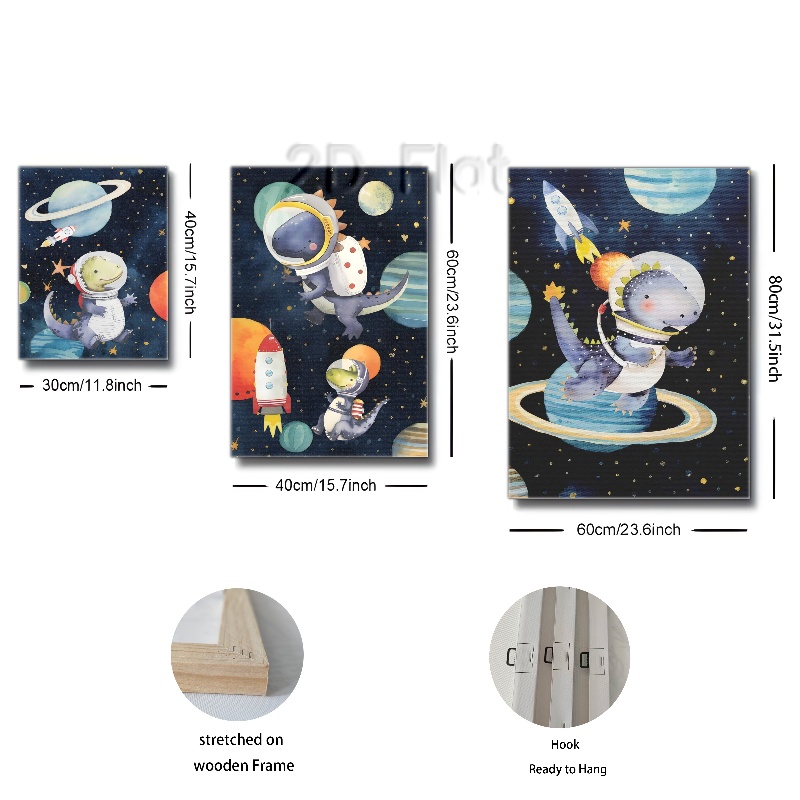 2D Flat
40cm/15.7inch
30cm/11.8inch
60cm/23.6inch
40cm/15.7inch
80cm/31.5inch
60cm/23.6inch
stretched on
wooden Frame
Hook
Ready to Hang